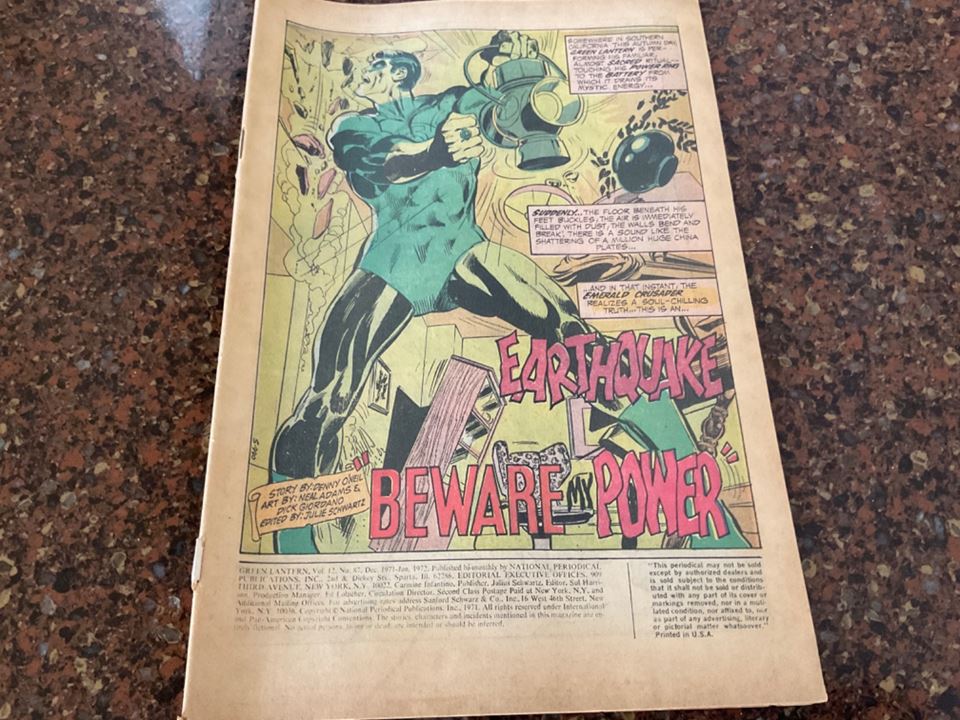 SOMEWHERE IN SOUTHERN
CALIFORNIA THIS AUTUMN DAY,
GREEN LANTERN IS PER-
FORMING HIS FAMILIAR,
ALMOST SACRED RITUAL--
TOUCHING HIS POWER RING
TO THE BATTERY FROM
WHICH IT DRAWS ITS
MYSTIC ENERGY...
SUDDENLY...THE FLOOR BENEATH HIS
FEET BUCKLES, THE AIR IS IMMEDIATELY
FILLED WITH DUST, THE WALLS BEND AND
BREAK! THERE IS A SOUND LIKE THE
SHATTERING OF A MILLION HUGE CHINA
PLATES...
...AND IN THAT INSTANT, THE
EMERALD CRUSADER
REALIZES A SOUL-CHILLING
TRUTH--THIS IS AN...
EARTHQUAKE
"BEWARE MY POWER"
STORY BY: DENNY O'NEIL
ART BY: NEAL ADAMS &
DICK GIORDANO
EDITED BY: JULIE SCHWARTZ
GREEN LANTERN, Vol. 12, No. 87, Dec. 1971-Jan. 1972. Published bi-monthly by NATIONAL PERIODICAL
PUBLICATIONS, INC., 2nd & Dickey Sts., Sparta, Ill. 62286. EDITORIAL EXECUTIVE OFFICES, 909
THIRD AVENUE, NEW YORK, N.Y. 10022. Carmine Infantino, Publisher, Julius Schwartz, Editor, Sol Harri-
son, Production Manager, Ed Lolacher, Circulation Director. Second Class Postage Paid at New York, N.Y. and
Additional Mailing Offices. For advertising rates address Sanford Schwarz & Co., Inc., 16 West 46th Street, New
York, N.Y. 10036. Copyright © National Periodical Publications, Inc., 1971. All rights reserved under International
and Pan-American Copyright Conventions. The stories, characters and incidents mentioned in this magazine are en-
tirely fictional. No actual persons, living or dead, are intended or should be inferred.
"This periodical may not be sold
except by authorized dealers and
is sold subject to the conditions
that it shall not be sold or distrib-
uted with any part of its cover or
markings removed, nor in a muti-
lated condition, nor affixed to, nor
as part of any advertising, literary
or pictorial matter whatsoever."
Printed in U.S.A.